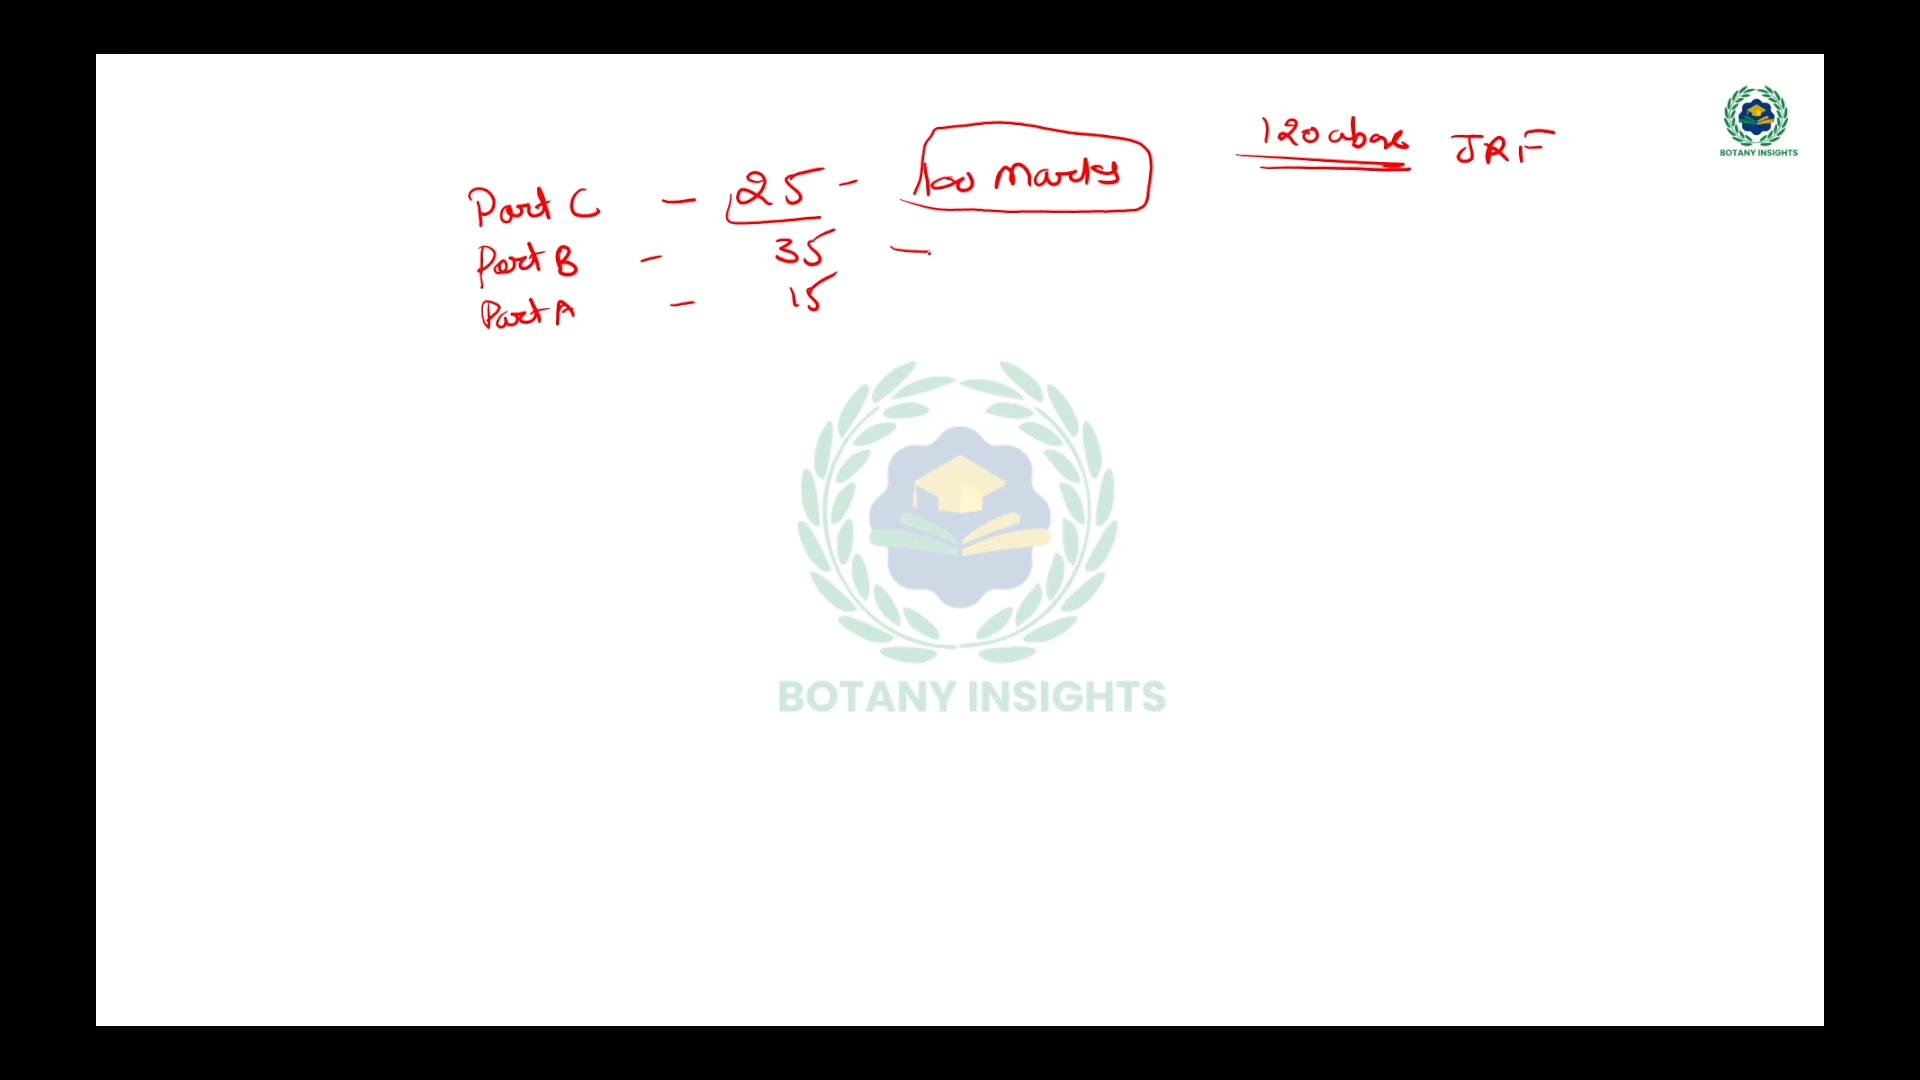 120 above JRF
Part C - 25 - 100 Marks
Part B - 35 -
Part A - 15
BOTANY INSIGHTS
BOTANY INSIGHTS